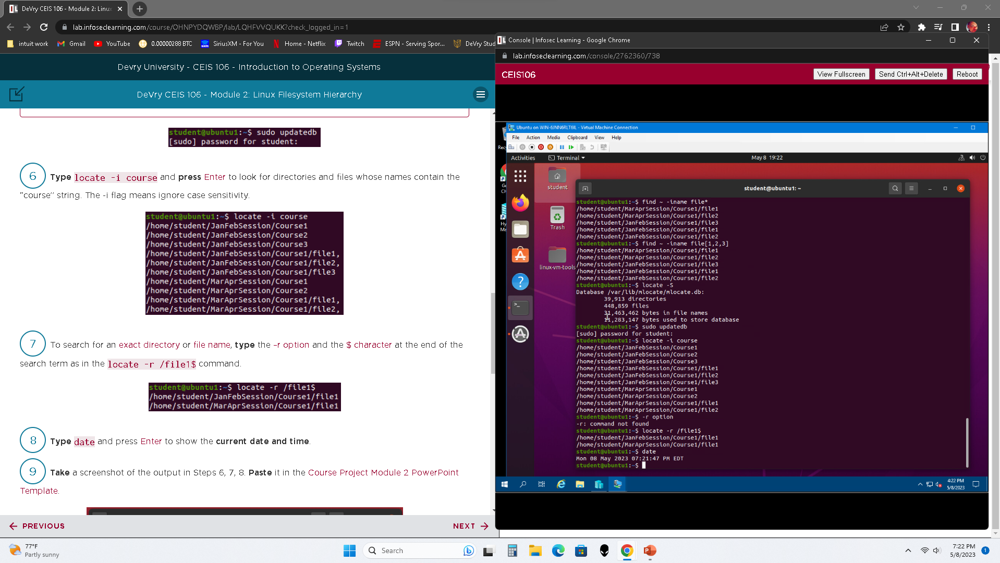 DeVry CEIS 106 - Module 2: Linux
lab.infoseclearning.com/course/OHNPYDQWBP/lab/LQHFVVQUKK?check_logged_in=1
intuit work
Gmail
YouTube
0.00000288 BTC
SiriusXM - For You
Home - Netflix
Twitch
ESPN - Serving Spor...
DeVry Stud
Devry University - CEIS 106 - Introduction to Operating Systems
DeVry CEIS 106 - Module 2: Linux Filesystem Hierarchy
student@ubuntu1:~$ sudo updatedb
[sudo] password for student:
6 Type locate -i course and press Enter to look for directories and files whose names contain the
"course" string. The -i flag means ignore case sensitivity.
student@ubuntu1:~$ locate -i course
/home/student/JanFebSession/Course1
/home/student/JanFebSession/Course2
/home/student/JanFebSession/Course3
/home/student/JanFebSession/Course1/file1,
/home/student/JanFebSession/Course1/file2,
/home/student/JanFebSession/Course1/file3
/home/student/MarAprSession/Course1
/home/student/MarAprSession/Course2
/home/student/MarAprSession/Course1/file1,
/home/student/MarAprSession/Course1/file2,
7 To search for an exact directory or file name, type the -r option and the $ character at the end of the
search term as in the locate -r /file1$ command.
student@ubuntu1:~$ locate -r /file1$
/home/student/JanFebSession/Course1/file1
/home/student/MarAprSession/Course1/file1
8 Type date and press Enter to show the current date and time.
9 Take a screenshot of the output in Steps 6, 7, 8. Paste it in the Course Project Module 2 PowerPoint
Template.
PREVIOUS
NEXT
Console | Infosec Learning - Google Chrome
lab.infoseclearning.com/console/2762360/738
CEIS106
View Fullscreen
Send Ctrl+Alt+Delete
Reboot
Ubuntu on WIN-6JNN6RLT6IL - Virtual Machine Connection
File Action Media Clipboard View Help
Activities
Terminal
May 8 19:22
student
Trash
linux-vm-tools
student@ubuntu1: ~
student@ubuntu1:~$ find ~ -iname file*
/home/student/MarAprSession/Course1/file1
/home/student/MarAprSession/Course1/file2
/home/student/JanFebSession/Course1/file3
/home/student/JanFebSession/Course1/file1
/home/student/JanFebSession/Course1/file2
student@ubuntu1:~$ find ~ -iname file[1,2,3]
/home/student/MarAprSession/Course1/file1
/home/student/MarAprSession/Course1/file2
/home/student/JanFebSession/Course1/file3
/home/student/JanFebSession/Course1/file1
/home/student/JanFebSession/Course1/file2
student@ubuntu1:~$ locate -S
Database /var/lib/mlocate/mlocate.db:
39,913 directories
448,859 files
31,463,462 bytes in file names
11,283,147 bytes used to store database
student@ubuntu1:~$ sudo updatedb
[sudo] password for student:
student@ubuntu1:~$ locate -i course
/home/student/JanFebSession/Course1
/home/student/JanFebSession/Course2
/home/student/JanFebSession/Course3
/home/student/JanFebSession/Course1/file1
/home/student/JanFebSession/Course1/file2
/home/student/JanFebSession/Course1/file3
/home/student/MarAprSession/Course1
/home/student/MarAprSession/Course2
/home/student/MarAprSession/Course1/file1
/home/student/MarAprSession/Course1/file2
student@ubuntu1:~$ -r option
-r: command not found
student@ubuntu1:~$ locate -r /file1$
/home/student/JanFebSession/Course1/file1
/home/student/MarAprSession/Course1/file1
student@ubuntu1:~$ date
Mon 08 May 2023 07:21:47 PM EDT
student@ubuntu1:~$
4:22 PM
5/8/2023
77°F
Partly sunny
Search
7:22 PM
5/8/2023
1